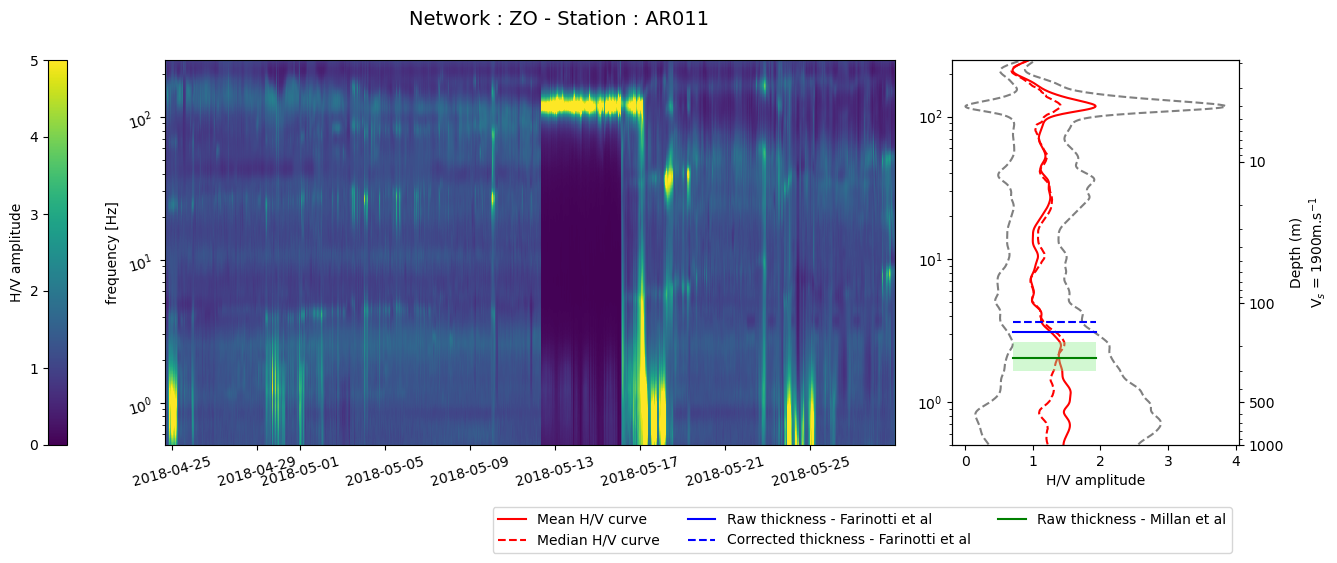 Network : ZO - Station : AR011
5
4
3
2
1
0
H/V amplitude
frequency [Hz]
10²
10¹
10⁰
2018-04-25
2018-04-29
2018-05-01
2018-05-05
2018-05-09
2018-05-13
2018-05-17
2018-05-21
2018-05-25
10²
10¹
10⁰
0
1
2
3
4
H/V amplitude
10
100
500
1000
Depth (m)
Vₛ = 1900m.s⁻¹
Mean H/V curve
Median H/V curve
Raw thickness - Farinotti et al
Corrected thickness - Farinotti et al
Raw thickness - Millan et al